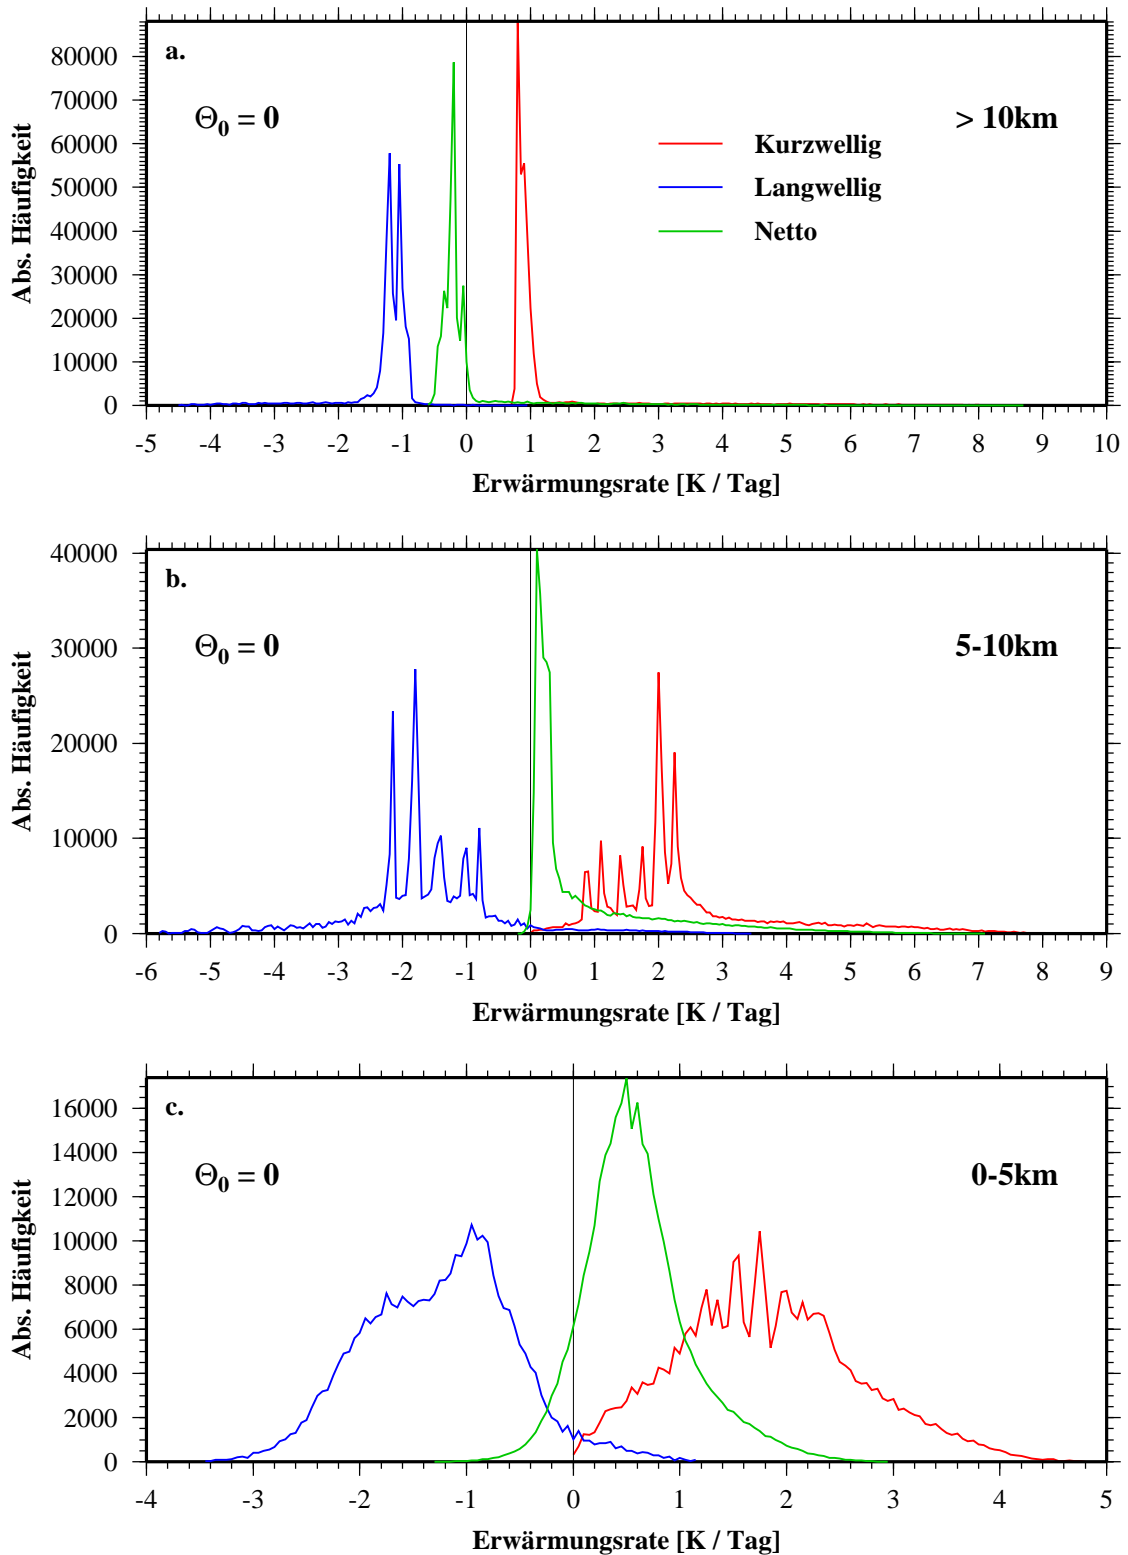 a.
Θ0 = 0
> 10km
Kurzwellig
Langwellig
Netto
Abs. Häufigkeit
80000
70000
60000
50000
40000
30000
20000
10000
0
-5 -4 -3 -2 -1 0 1 2 3 4 5 6 7 8 9 10
Erwärmungsrate [K / Tag]
b.
Θ0 = 0
5-10km
Abs. Häufigkeit
40000
30000
20000
10000
0
-6 -5 -4 -3 -2 -1 0 1 2 3 4 5 6 7 8 9
Erwärmungsrate [K / Tag]
c.
Θ0 = 0
0-5km
Abs. Häufigkeit
16000
14000
12000
10000
8000
6000
4000
2000
0
-4 -3 -2 -1 0 1 2 3 4 5
Erwärmungsrate [K / Tag]